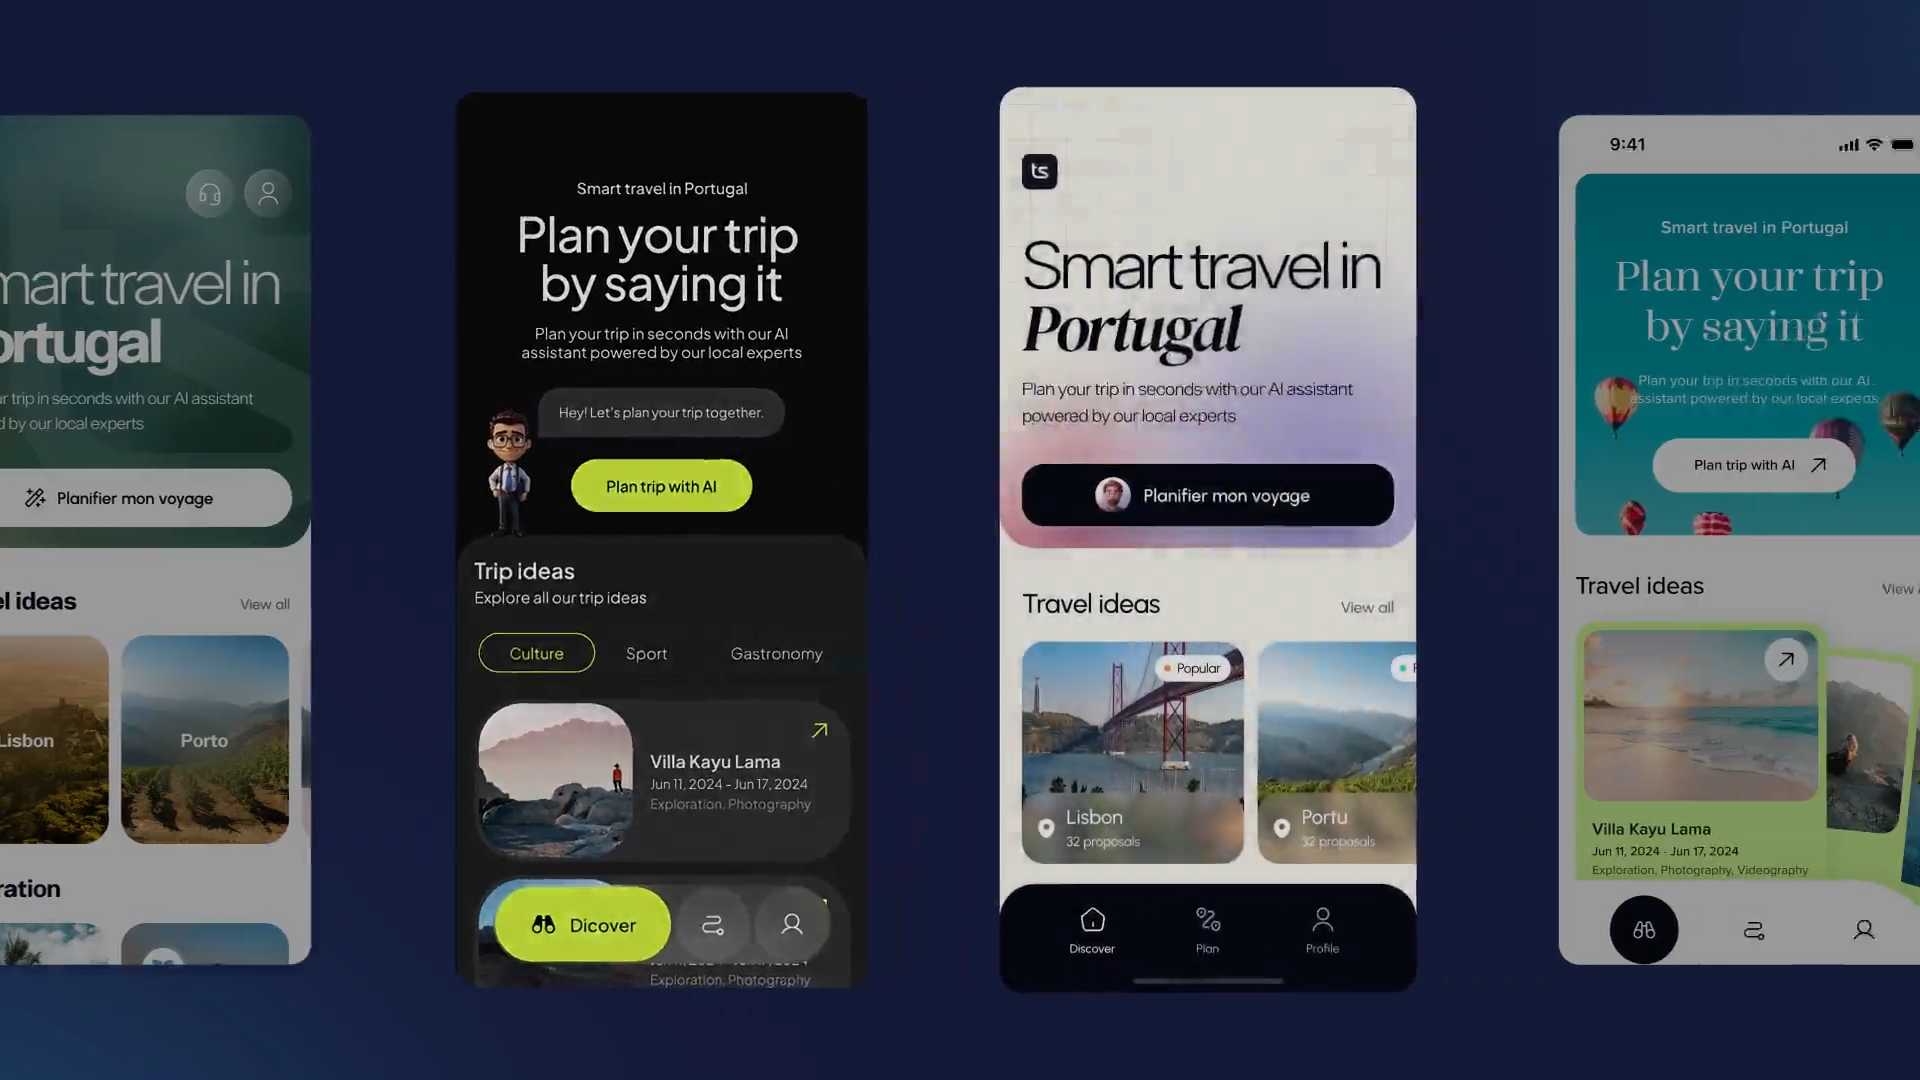 mart travel in
ortugal
r trip in seconds with our AI assistant
d by our local experts
Planifier mon voyage
el ideas
View all
Lisbon
Porto
ration
Smart travel in Portugal
Plan your trip
by saying it
Plan your trip in seconds with our AI
assistant powered by our local experts
Hey! Let's plan your trip together.
Plan trip with AI
Trip ideas
Explore all our trip ideas
Culture
Sport
Gastronomy
Villa Kayu Lama
Jun 11, 2024 - Jun 17, 2024
Exploration, Photography
Dicover
Exploration, Photography
ts
Smart travel in
Portugal
Plan your trip in seconds with our AI assistant
powered by our local experts
Planifier mon voyage
Travel ideas
View all
Popular
Lisbon
32 proposals
Portu
32 proposals
Discover
Plan
Profile
9:41
Smart travel in Portugal
Plan your trip
by saying it
Plan your trip in seconds with our AI
assistant powered by our local experts
Plan trip with AI
Travel ideas
View
Villa Kayu Lama
Jun 11, 2024 - Jun 17, 2024
Exploration, Photography, Videography